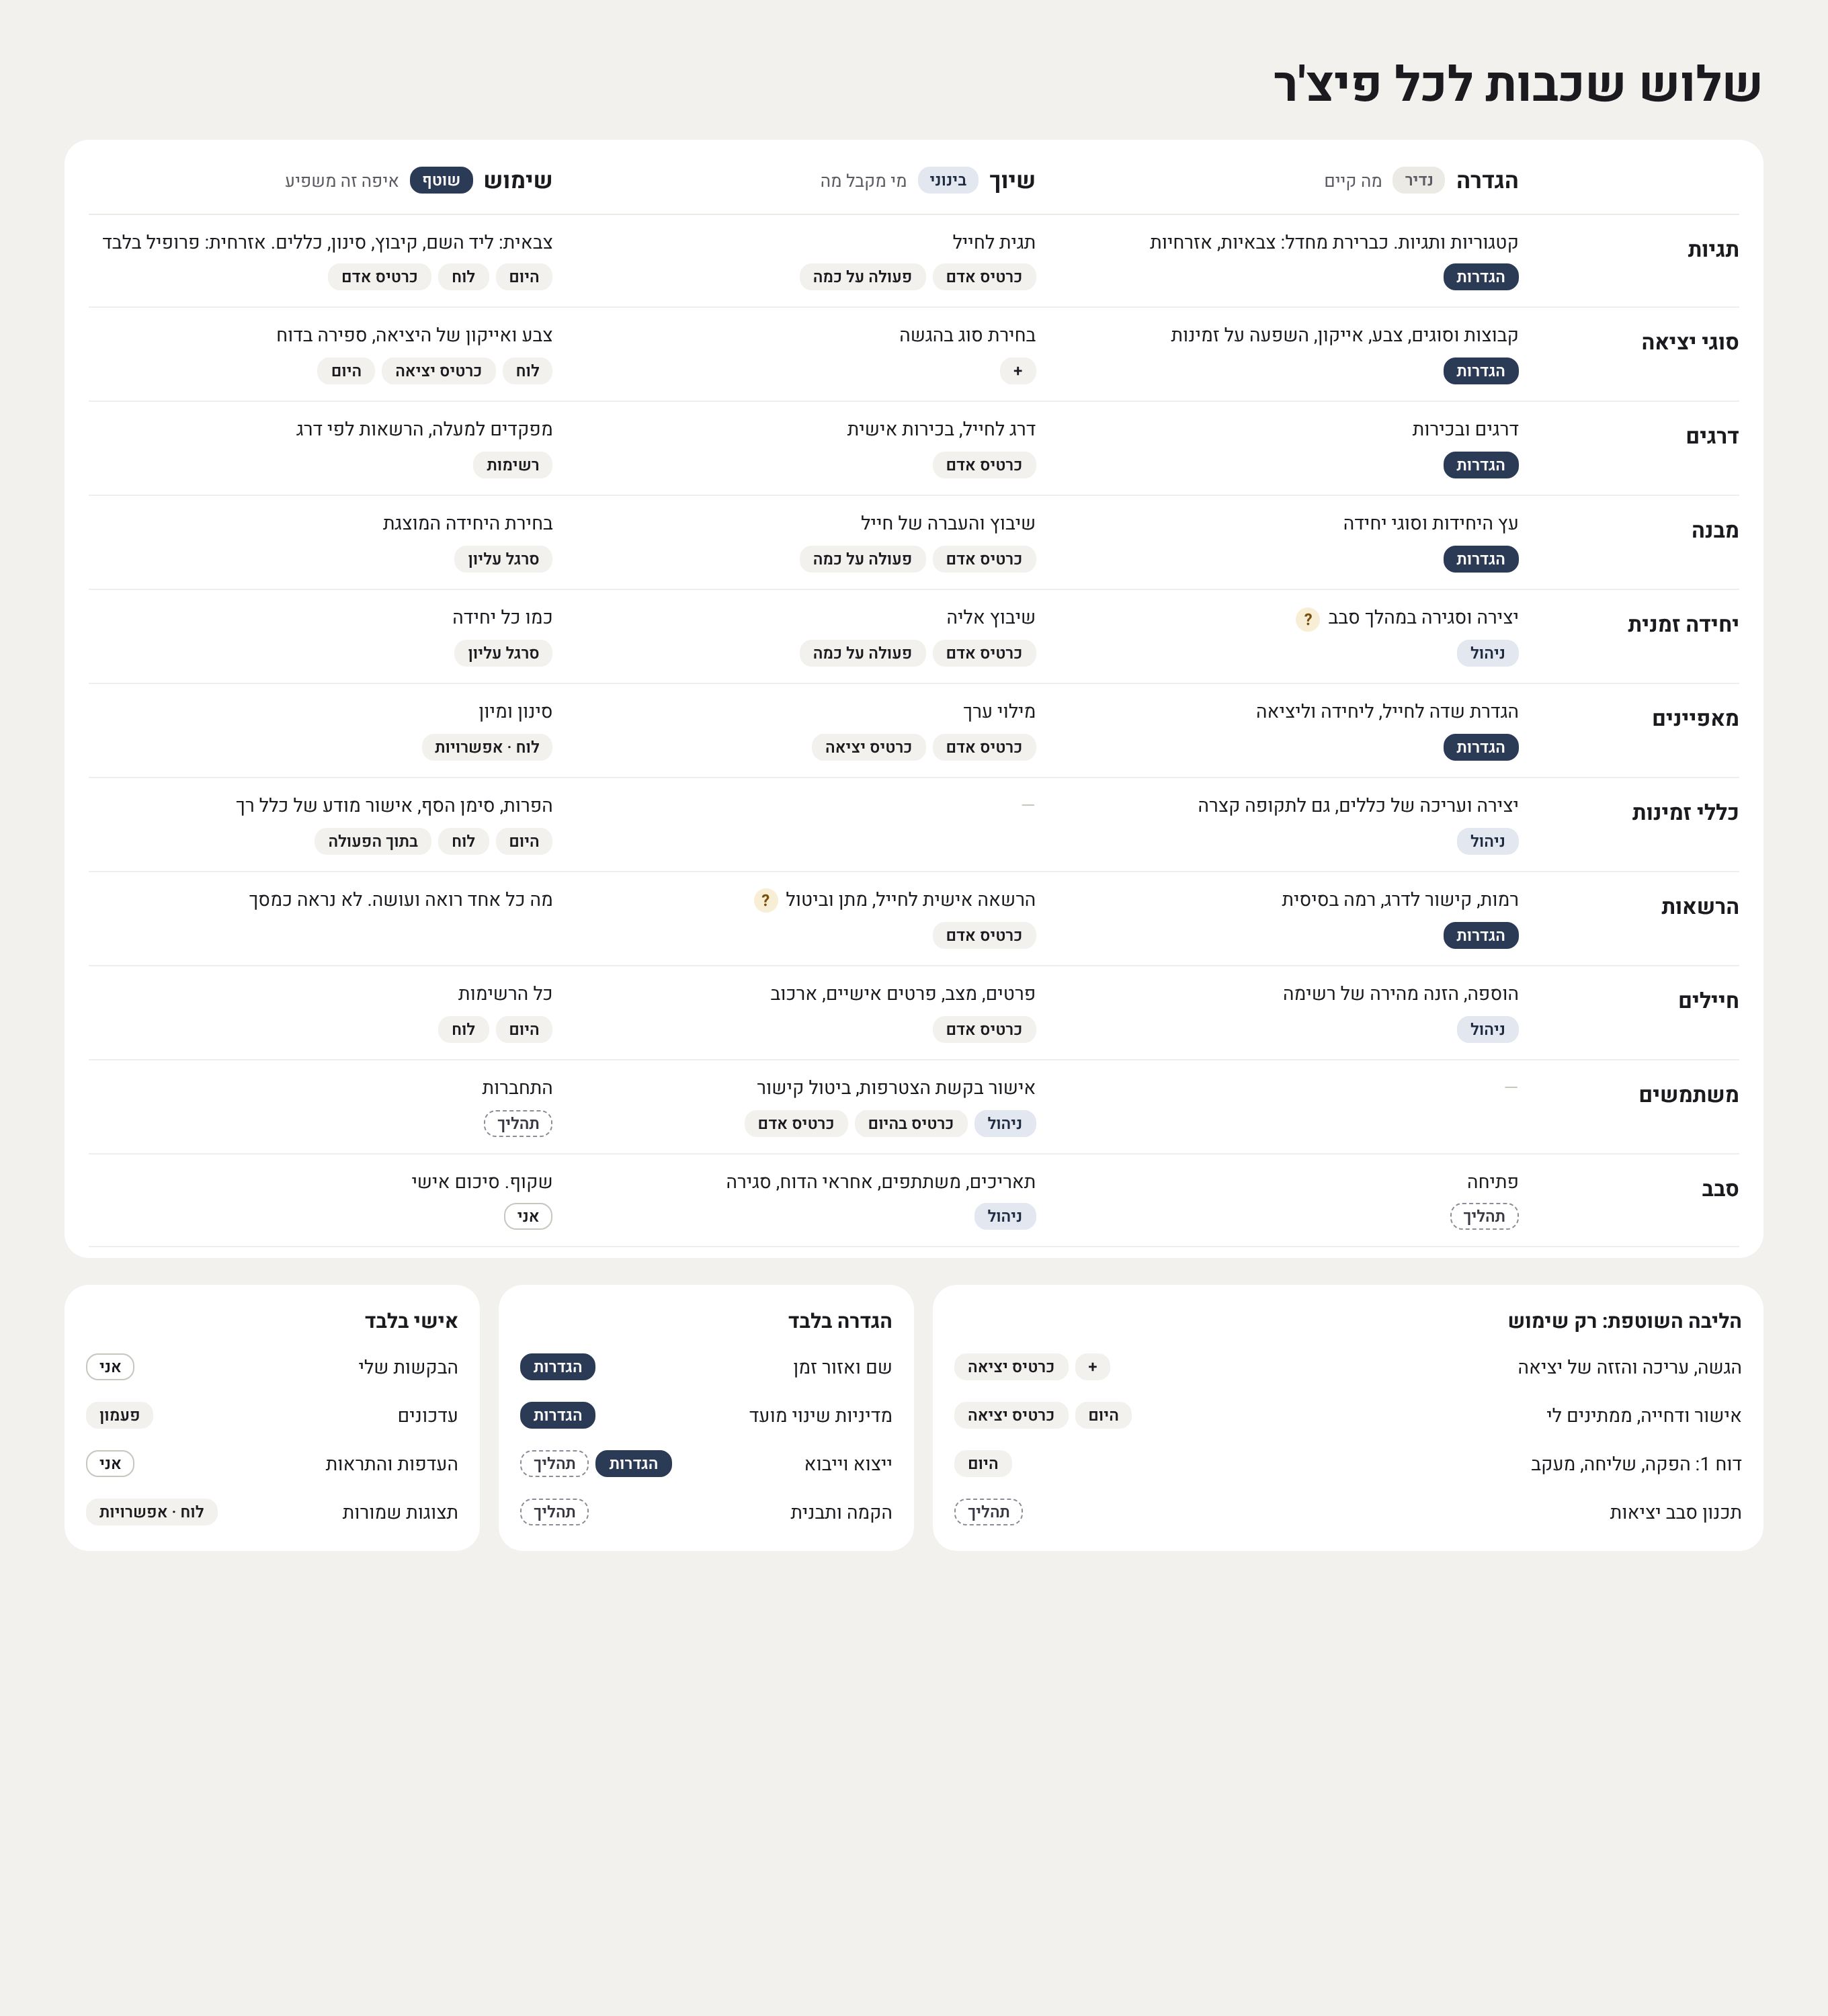 שלוש שכבות לכל פיצ'ר
הגדרה נדיר מה קיים שיוך בינוני מי מקבל מה שימוש שוטף איפה זה משפיע
תגיות
קטגוריות ותגיות. כברירת מחדל: צבאיות, אזרחיות
הגדרות
תגית לחייל
כרטיס אדם פעולה על כמה
צבאית: ליד השם, קיבוץ, סינון, כללים. אזרחית: פרופיל בלבד
היום לוח כרטיס אדם
סוגי יציאה
קבוצות וסוגים, צבע, אייקון, השפעה על זמינות
הגדרות
בחירת סוג בהגשה
+
צבע ואייקון של היציאה, ספירה בדוח
לוח כרטיס יציאה היום
דרגים
דרגים ובכירות
הגדרות
דרג לחייל, בכירות אישית
כרטיס אדם
מפקדים למעלה, הרשאות לפי דרג
רשימות
מבנה
עץ היחידות וסוגי יחידה
הגדרות
שיבוץ והעברה של חייל
כרטיס אדם פעולה על כמה
בחירת היחידה המוצגת
סרגל עליון
יחידה זמנית
יצירה וסגירה במהלך סבב ?
ניהול
שיבוץ אליה
כרטיס אדם פעולה על כמה
כמו כל יחידה
סרגל עליון
מאפיינים
הגדרת שדה לחייל, ליחידה וליציאה
הגדרות
מילוי ערך
כרטיס אדם כרטיס יציאה
סינון ומיון
לוח · אפשרויות
כללי זמינות
יצירה ועריכה של כללים, גם לתקופה קצרה
ניהול
—
הפרות, סימן הסף, אישור מודע של כלל רך
היום לוח בתוך הפעולה
הרשאות
רמות, קישור לדרג, רמה בסיסית
הגדרות
הרשאה אישית לחייל, מתן וביטול ?
כרטיס אדם
מה כל אחד רואה ועושה. לא נראה כמסך
חיילים
הוספה, הזנה מהירה של רשימה
ניהול
פרטים, מצב, פרטים אישיים, ארכוב
כרטיס אדם
כל הרשימות
היום לוח
משתמשים
—
אישור בקשת הצטרפות, ביטול קישור
ניהול כרטיס בהיום כרטיס אדם
התחברות
תהליך
סבב
פתיחה
תהליך
תאריכים, משתתפים, אחראי הדוח, סגירה
ניהול
שקוף. סיכום אישי
אני
הליבה השוטפת: רק שימוש
הגשה, עריכה והזזה של יציאה + כרטיס יציאה
אישור ודחייה, ממתינים לי היום כרטיס יציאה
דוח 1: הפקה, שליחה, מעקב היום
תכנון סבב יציאות תהליך
הגדרה בלבד
שם ואזור זמן הגדרות
מדיניות שינוי מועד הגדרות
ייצוא וייבוא הגדרות תהליך
הקמה ותבנית תהליך
אישי בלבד
הבקשות שלי אני
עדכונים פעמון
העדפות והתראות אני
תצוגות שמורות לוח · אפשרויות